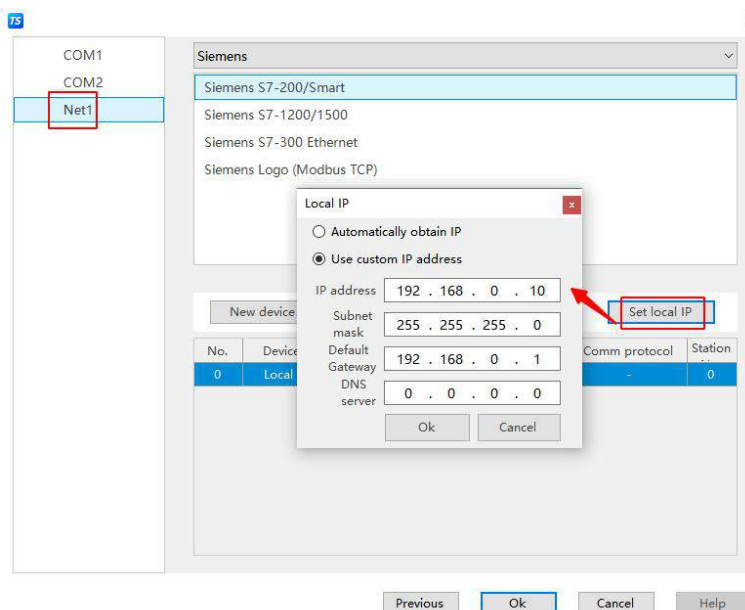 TS
COM1
COM2
Net1
Siemens
Siemens S7-200/Smart
Siemens S7-1200/1500
Siemens S7-300 Ethernet
Siemens Logo (Modbus TCP)
Local IP
x
Automatically obtain IP
Use custom IP address
IP address 192 . 168 . 0 . 10
Subnet mask 255 . 255 . 255 . 0
Default Gateway 192 . 168 . 0 . 1
DNS server 0 . 0 . 0 . 0
Ok Cancel
New device Set local IP
No. Device Comm protocol Station
0 Local - 0
Previous Ok Cancel Help